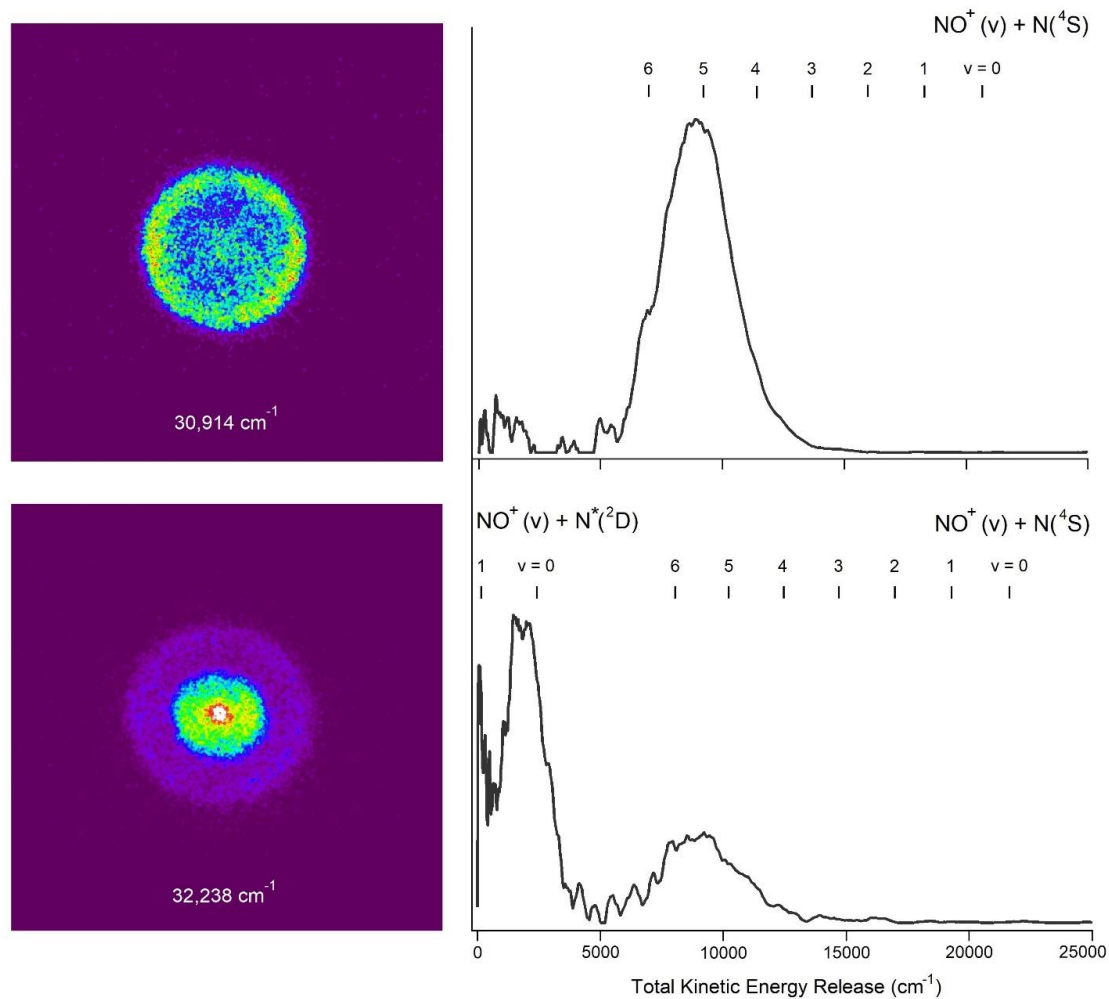 NO⁺ (v) + N(⁴S)
6 5 4 3 2 1 v = 0
30,914 cm⁻¹
NO⁺ (v) + N*(²D) NO⁺ (v) + N(⁴S)
1 v = 0 6 5 4 3 2 1 v = 0
32,238 cm⁻¹
0 5000 10000 15000 20000 25000
Total Kinetic Energy Release (cm⁻¹)